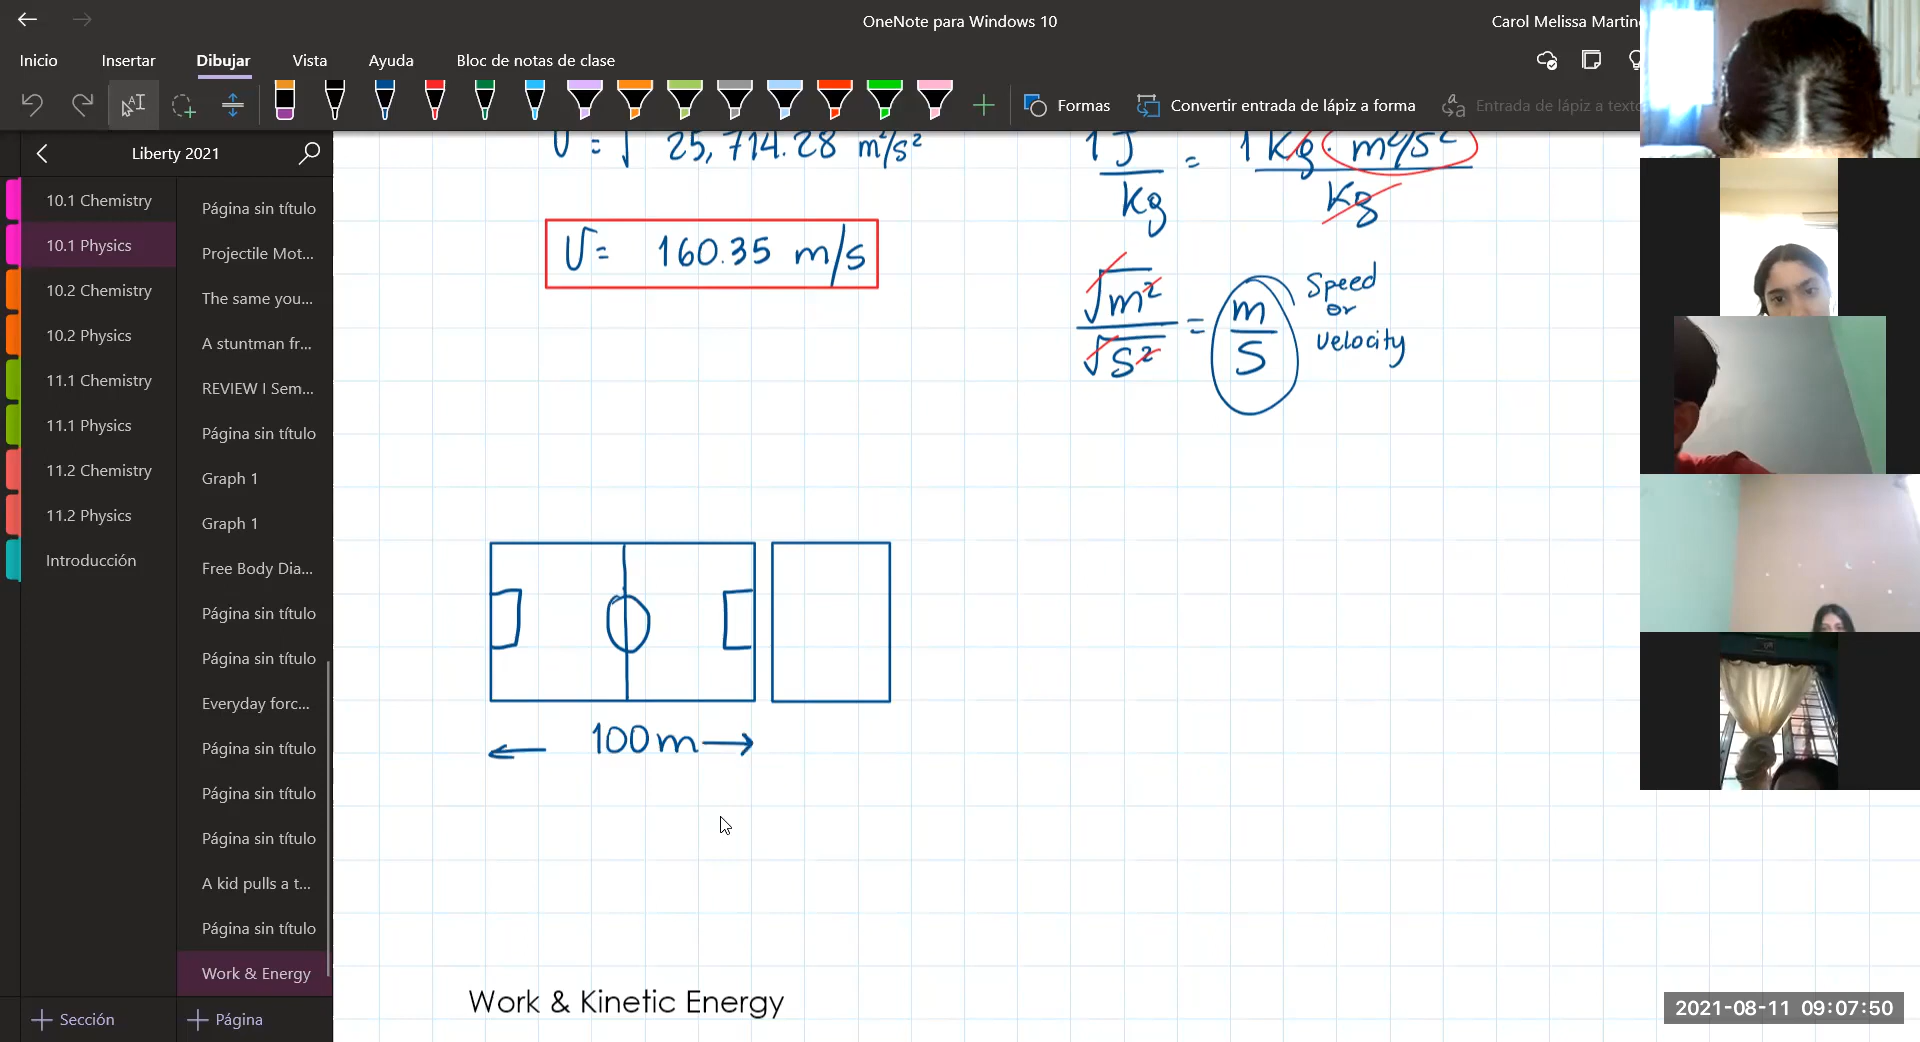 OneNote para Windows 10
Carol Melissa Martin
Inicio
Insertar
Dibujar
Vista
Ayuda
Bloc de notas de clase
Formas
Convertir entrada de lápiz a forma
Entrada de lápiz a texto
Liberty 2021
10.1 Chemistry
10.1 Physics
10.2 Chemistry
10.2 Physics
11.1 Chemistry
11.1 Physics
11.2 Chemistry
11.2 Physics
Introducción
Sección
Página sin título
Projectile Mot...
The same you...
A stuntman fr...
REVIEW I Sem...
Página sin título
Graph 1
Graph 1
Free Body Dia...
Página sin título
Página sin título
Everyday forc...
Página sin título
Página sin título
Página sin título
A kid pulls a t...
Página sin título
Work & Energy
Página
v = √ 25,714.28 m²/s²
v = 160.35 m/s
1 J / kg = 1 kg · m²/s² / kg
√m² / √s² = m / s
Speed
or
velocity
100 m
Work & Kinetic Energy
2021-08-11 09:07:50